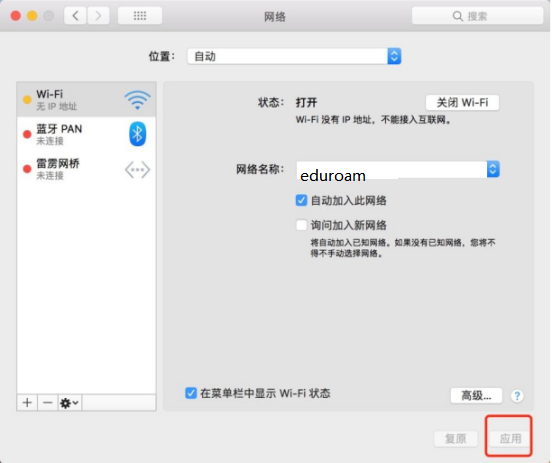 网络
搜索
位置：
自动
Wi-Fi
无 IP 地址
蓝牙 PAN
未连接
雷雳网桥
未连接
状态：
打开
关闭 Wi-Fi
Wi-Fi 没有 IP 地址，不能接入互联网。
网络名称：
eduroam
自动加入此网络
询问加入新网络
将自动加入已知网络。如果没有已知网络，您将不
得不手动选择网络。
在菜单栏中显示 Wi-Fi 状态
高级...
?
复原
应用